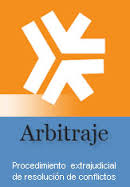 Arbitraje
Procedimiento extrajudicial
de resolución de conflictos